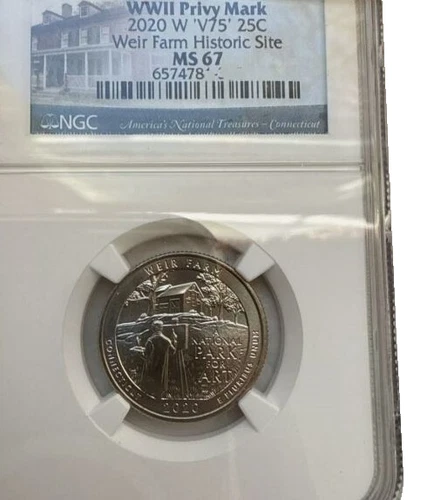 WWII Privy Mark
2020 W 'V75' 25C
Weir Farm Historic Site
MS 67
657478
NGC
America's National Treasures - Connecticut
WEIR FARM
NATIONAL
PARK
FOR
ART
CONNECTICUT
2020
E PLURIBUS UNUM